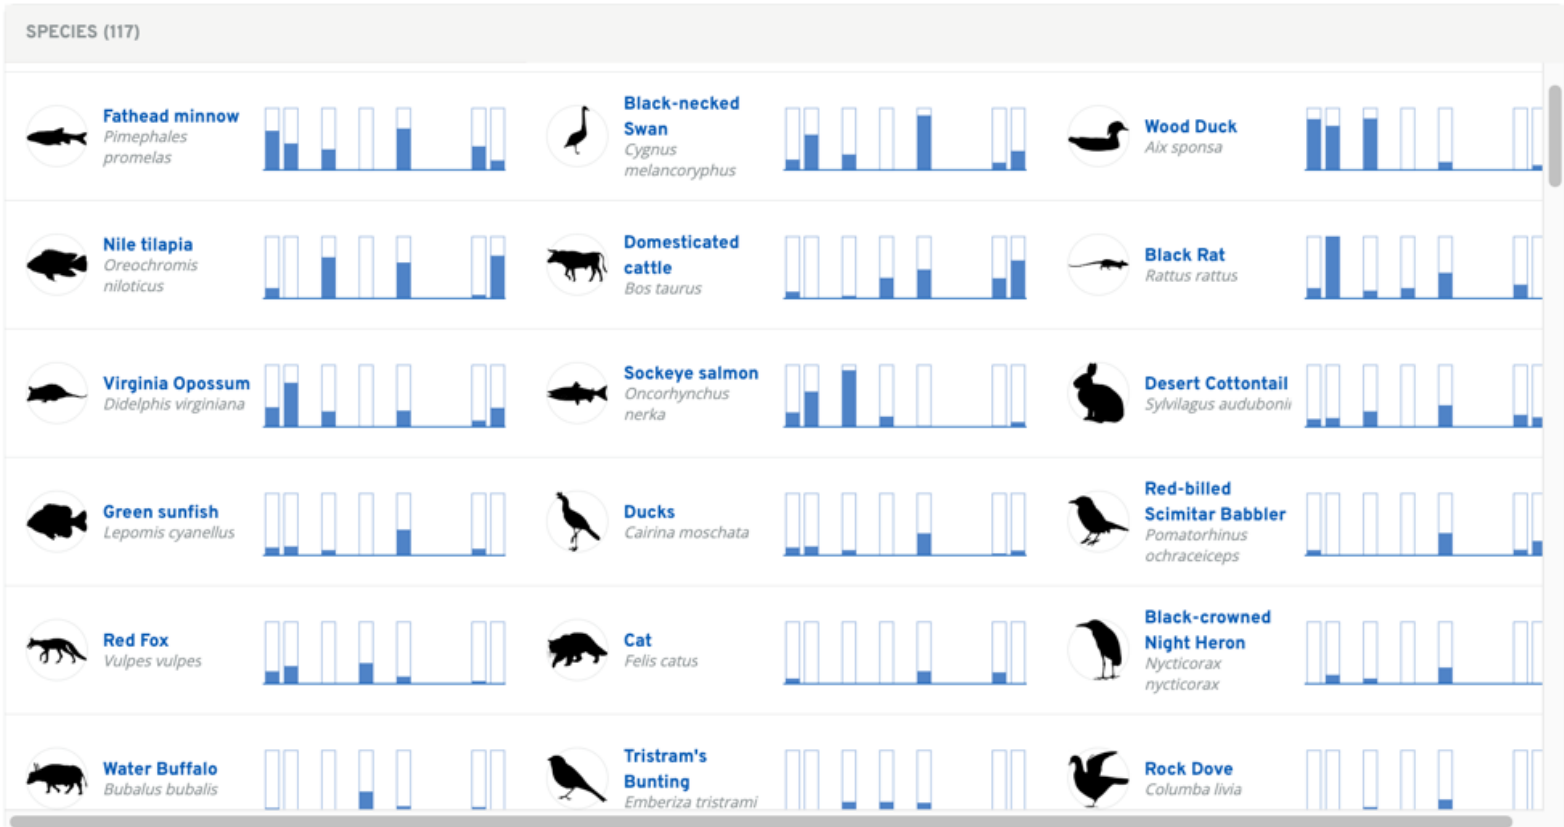 SPECIES (117)
Fathead minnow
Pimephales
promelas
Black-necked
Swan
Cygnus
melancoryphus
Wood Duck
Aix sponsa
Nile tilapia
Oreochromis
niloticus
Domesticated
cattle
Bos taurus
Black Rat
Rattus rattus
Virginia Opossum
Didelphis virginiana
Sockeye salmon
Oncorhynchus
nerka
Desert Cottontail
Sylvilagus audubonii
Green sunfish
Lepomis cyanellus
Ducks
Cairina moschata
Red-billed
Scimitar Babbler
Pomatorhinus
ochraceiceps
Red Fox
Vulpes vulpes
Cat
Felis catus
Black-crowned
Night Heron
Nycticorax
nycticorax
Water Buffalo
Bubalus bubalis
Tristram's
Bunting
Emberiza tristrami
Rock Dove
Columba livia